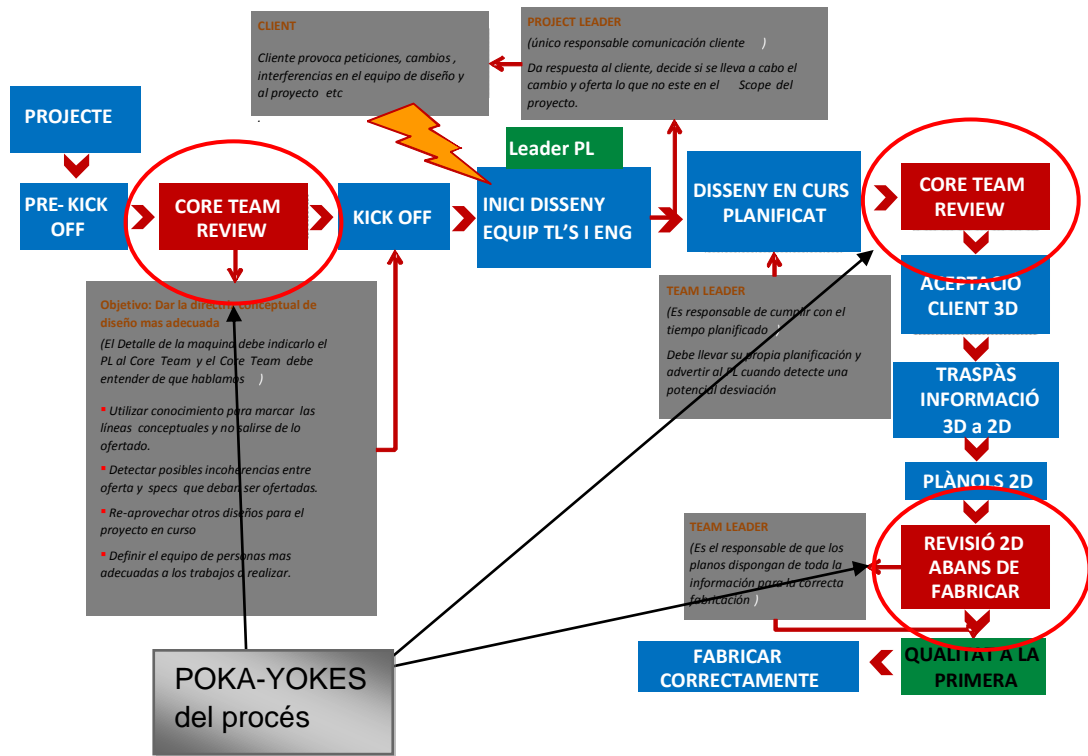 CLIENT
Cliente provoca peticiones, cambios ,
interferencias en el equipo de diseño y
al proyecto etc
.
PROJECT LEADER
(único responsable comunicación cliente )
Da respuesta al cliente, decide si se lleva a cabo el
cambio y oferta lo que no este en el Scope del
proyecto.
PROJECTE
Leader PL
PRE- KICK
OFF
CORE TEAM
REVIEW
KICK OFF
INICI DISSENY
EQUIP TL'S I ENG
DISSENY EN CURS
PLANIFICAT
CORE TEAM
REVIEW
Objetivo: Dar la directriz conceptual de
diseño mas adecuada
(El Detalle de la maquina debe indicarlo el
PL al Core Team y el Core Team debe
entender de que hablamos )
▪ Utilizar conocimiento para marcar las
líneas conceptuales y no salirse de lo
ofertado.
▪ Detectar posibles incoherencias entre
oferta y specs que deban ser ofertadas.
▪ Re-aprovechar otros diseños para el
proyecto en curso
▪ Definir el equipo de personas mas
adecuadas a los trabajos a realizar.
TEAM LEADER
(Es responsable de cumplir con el
tiempo planificado )
Debe llevar su propia planificación y
advertir al PL cuando detecte una
potencial desviación
ACEPTACIÓ
CLIENT 3D
TRASPÀS
INFORMACIÓ
3D a 2D
PLÀNOLS 2D
TEAM LEADER
(Es el responsable de que los
planos dispongan de toda la
información para la correcta
fabricación )
REVISIÓ 2D
ABANS DE
FABRICAR
QUALITAT A LA
PRIMERA
FABRICAR
CORRECTAMENTE
POKA-YOKES
del procés